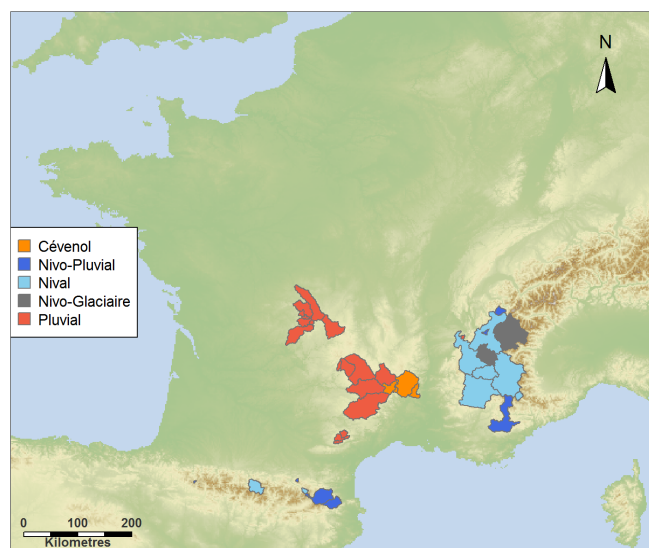 N
Cévenol
Nivo-Pluvial
Nival
Nivo-Glaciaire
Pluvial
0 100 200
Kilometres